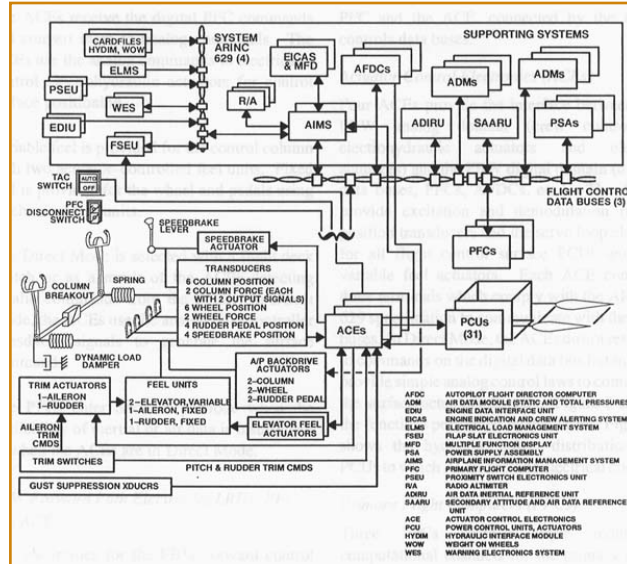 CARDFILES
HYDIM, WOW
SYSTEM
ARINC
629 (4)
EICAS
& MFD
AFDCs
SUPPORTING SYSTEMS
ELMS
PSEU
WES
EDIU
FSEU
R/A
AIMS
ADMs
ADIRU
SAARU
ADMs
PSAs
TAC
SWITCH
AUTO
OFF
PFC
DISCONNECT
SWITCH
FLIGHT CONTROL
DATA BUSES (3)
SPEEDBRAKE
LEVER
SPEEDBRAKE
ACTUATOR
PFCs
COLUMN
BREAKOUT
SPRING
TRANSDUCERS
6 COLUMN POSITION
2 COLUMN FORCE (EACH
WITH 2 OUTPUT SIGNALS)
6 WHEEL POSITION
2 WHEEL FORCE
4 RUDDER PEDAL POSITION
4 SPEEDBRAKE POSITION
ACEs
PCUs
(31)
DYNAMIC LOAD
DAMPER
A/P BACKDRIVE ACTUATORS
2–COLUMN
2–WHEEL
2–RUDDER PEDAL
TRIM ACTUATORS
1–AILERON
1–RUDDER
FEEL UNITS
2–ELEVATOR,VARIABLE
1–AILERON, FIXED
1–RUDDER, FIXED
ELEVATOR FEEL
ACTUATORS
AILERON
TRIM
CMDS
TRIM SWITCHES
PITCH & RUDDER TRIM CMDS
GUST SUPPRESSION XDUCRS
AFDC AUTOPILOT FLIGHT DIRECTOR COMPUTER
ADM AIR DATA MODULE (STATIC AND TOTAL PRESSURE)
EDIU ENGINE DATA INTERFACE UNIT
EICAS ENGINE INDICATION AND CREW ALERTING SYSTEM
ELMS ELECTRICAL LOAD MANAGEMENT SYSTEM
FSEU FLAP SLAT ELECTRONICS UNIT
MFD MULTIPLE FUNCTION DISPLAY
PSA POWER SUPPLY ASSEMBLY
AIMS AIRPLANE INFORMATION MANAGEMENT SYSTEM
PFC PRIMARY FLIGHT COMPUTER
PSEU PROXIMITY SWITCH ELECTRONICS UNIT
R/A RADIO ALTIMITER
ADIRU AIR DATA INERTIAL REFERENCE UNIT
SAARU SECONDARY ATTITUDE AND AIR DATA REFERENCE
UNIT
ACE ACTUATOR CONTROL ELECTRONICS
PCU POWER CONTROL UNITS, ACTUATORS
HYDIM HYDRAULIC INTERFACE MODULE
WOW WEIGHT ON WHEELS
WES WARNING ELECTRONICS SYSTEM